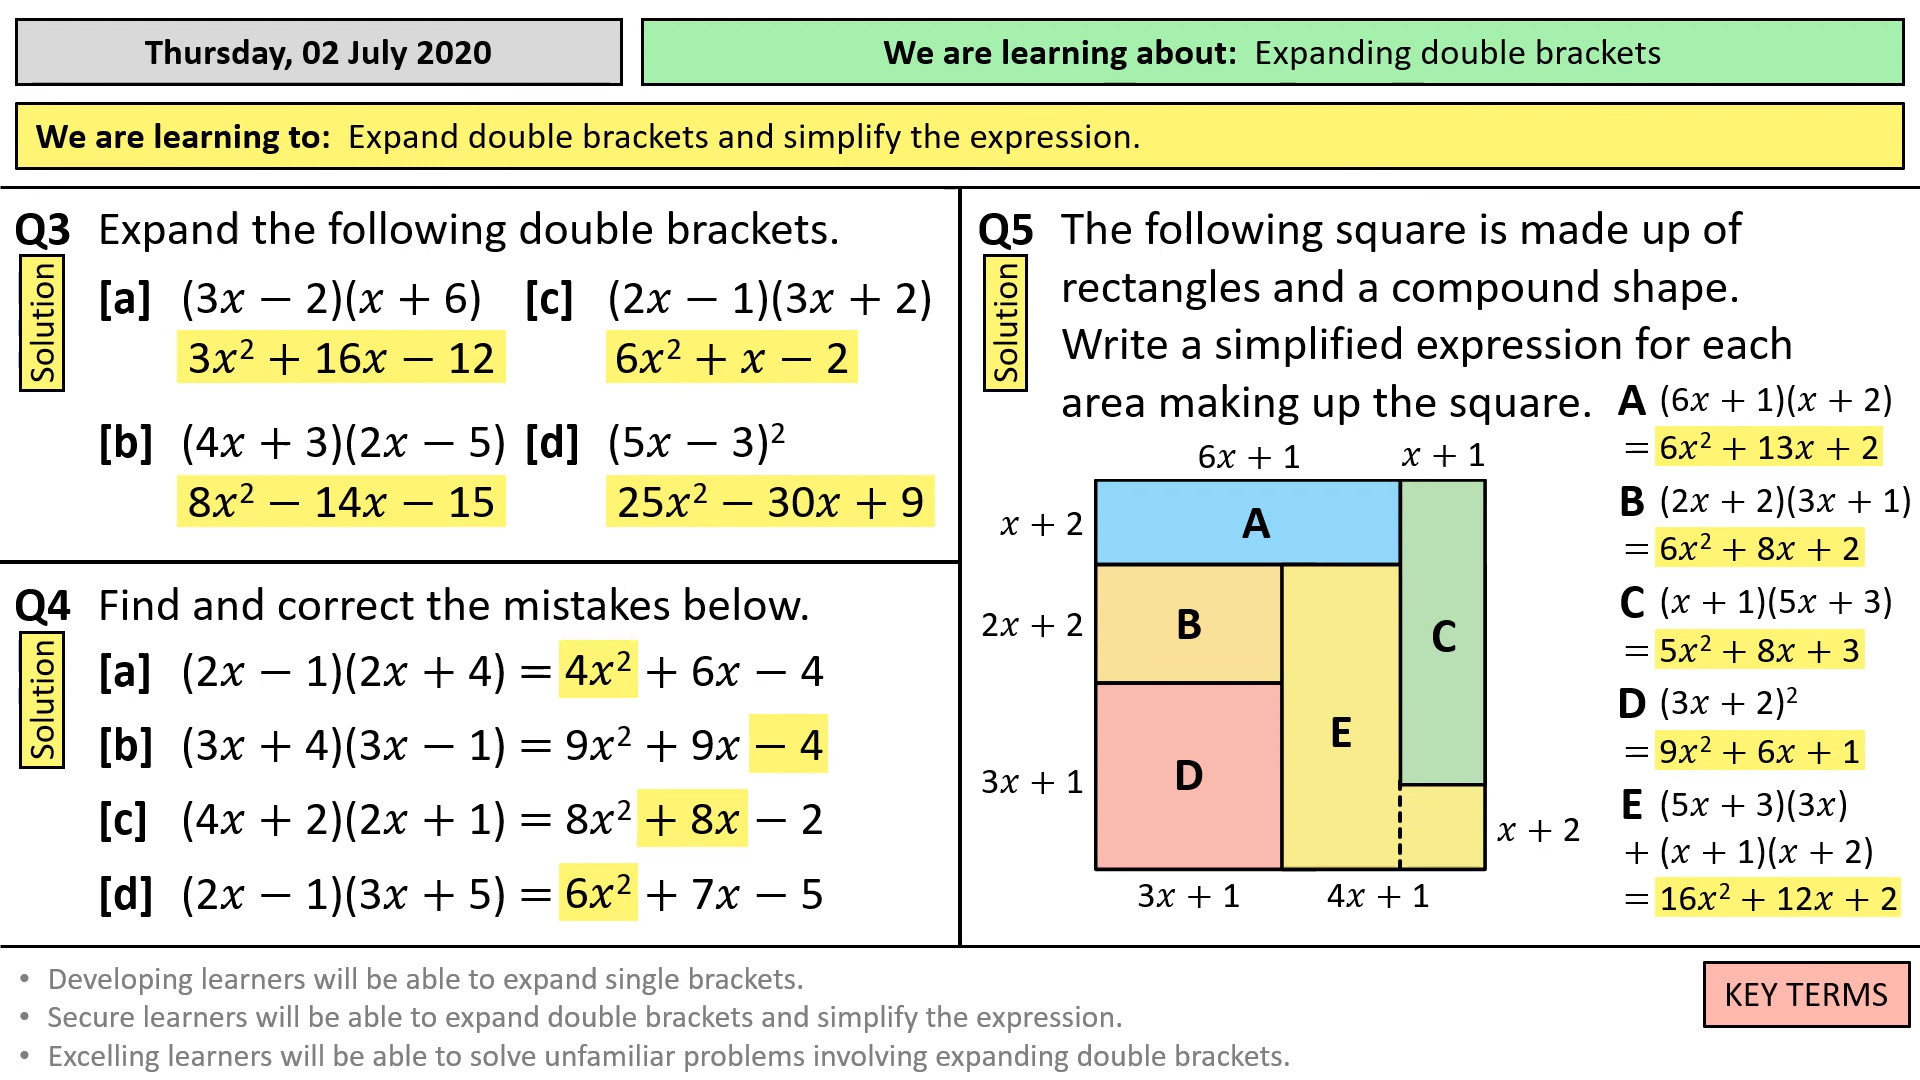 Thursday, 02 July 2020
We are learning about: Expanding double brackets
We are learning to: Expand double brackets and simplify the expression.
Q3 Expand the following double brackets.
Solution
[a] (3x − 2)(x + 6)
3x² + 16x − 12
[c] (2x − 1)(3x + 2)
6x² + x − 2
[b] (4x + 3)(2x − 5)
8x² − 14x − 15
[d] (5x − 3)²
25x² − 30x + 9
Q4 Find and correct the mistakes below.
Solution
[a] (2x − 1)(2x + 4) = 4x² + 6x − 4
[b] (3x + 4)(3x − 1) = 9x² + 9x − 4
[c] (4x + 2)(2x + 1) = 8x² + 8x − 2
[d] (2x − 1)(3x + 5) = 6x² + 7x − 5
Q5 The following square is made up of
Solution
rectangles and a compound shape.
Write a simplified expression for each
area making up the square.
6x + 1
x + 1
x + 2
A
2x + 2
B
C
E
3x + 1
D
x + 2
3x + 1
4x + 1
A (6x + 1)(x + 2)
= 6x² + 13x + 2
B (2x + 2)(3x + 1)
= 6x² + 8x + 2
C (x + 1)(5x + 3)
= 5x² + 8x + 3
D (3x + 2)²
= 9x² + 6x + 1
E (5x + 3)(3x)
+ (x + 1)(x + 2)
= 16x² + 12x + 2
• Developing learners will be able to expand single brackets.
• Secure learners will be able to expand double brackets and simplify the expression.
• Excelling learners will be able to solve unfamiliar problems involving expanding double brackets.
KEY TERMS